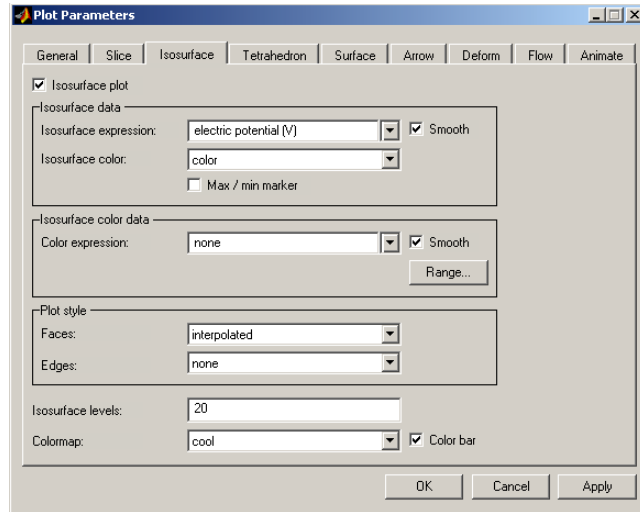 Plot Parameters
General Slice Isosurface Tetrahedron Surface Arrow Deform Flow Animate
Isosurface plot
Isosurface data
Isosurface expression: electric potential (V) Smooth
Isosurface color: color
Max / min marker
Isosurface color data
Color expression: none Smooth
Range...
Plot style
Faces: interpolated
Edges: none
Isosurface levels: 20
Colormap: cool Color bar
OK Cancel Apply